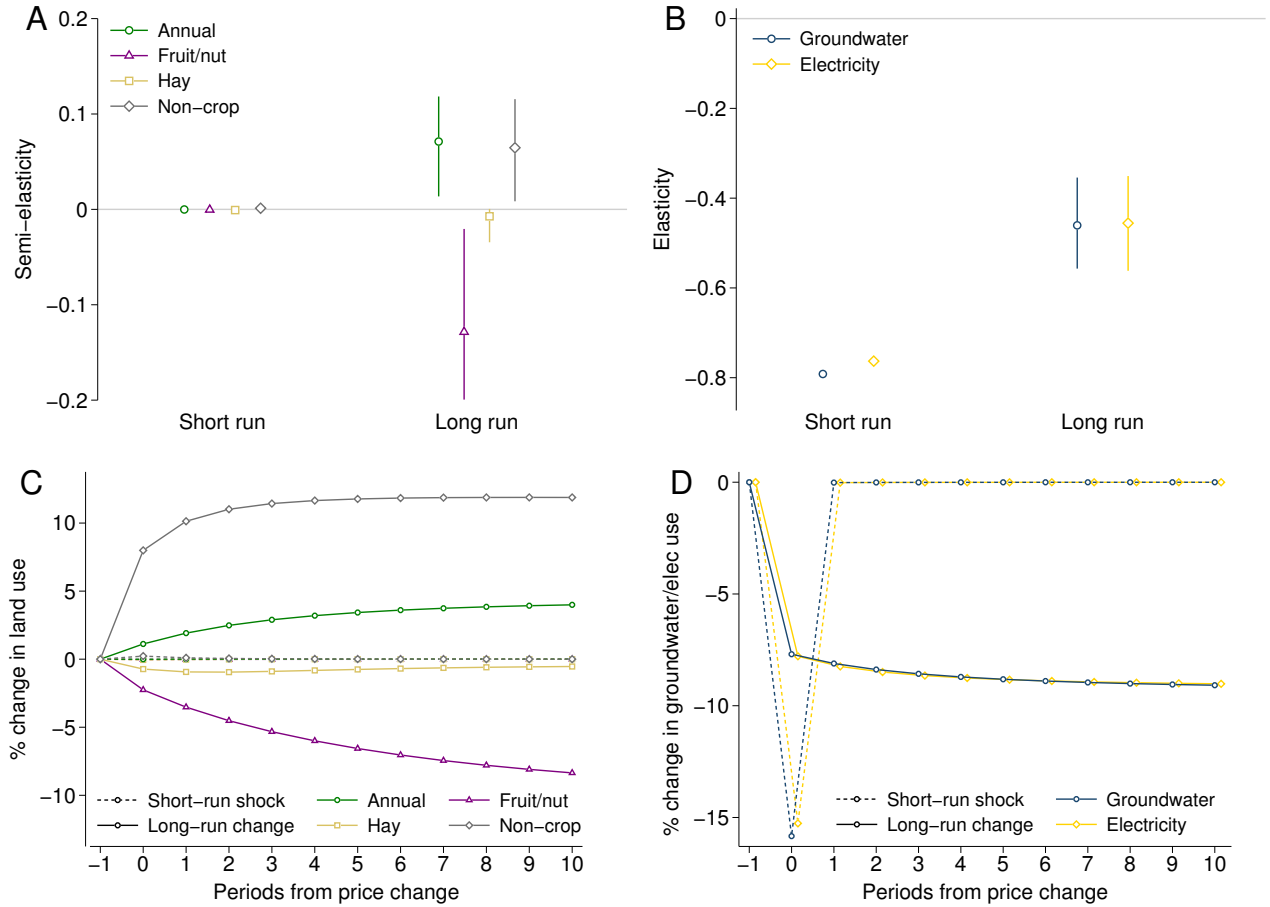 A
Semi−elasticity
0.2
0.1
0
−0.1
−0.2
Annual
Fruit/nut
Hay
Non−crop
Short run
Long run
B
Elasticity
0
−0.2
−0.4
−0.6
−0.8
Groundwater
Electricity
Short run
Long run
C
% change in land use
10
5
0
−5
−10
Short−run shock
Annual
Fruit/nut
Long−run change
Hay
Non−crop
−1 0 1 2 3 4 5 6 7 8 9 10
Periods from price change
D
% change in groundwater/elec use
0
−5
−10
−15
Short−run shock
Groundwater
Long−run change
Electricity
−1 0 1 2 3 4 5 6 7 8 9 10
Periods from price change